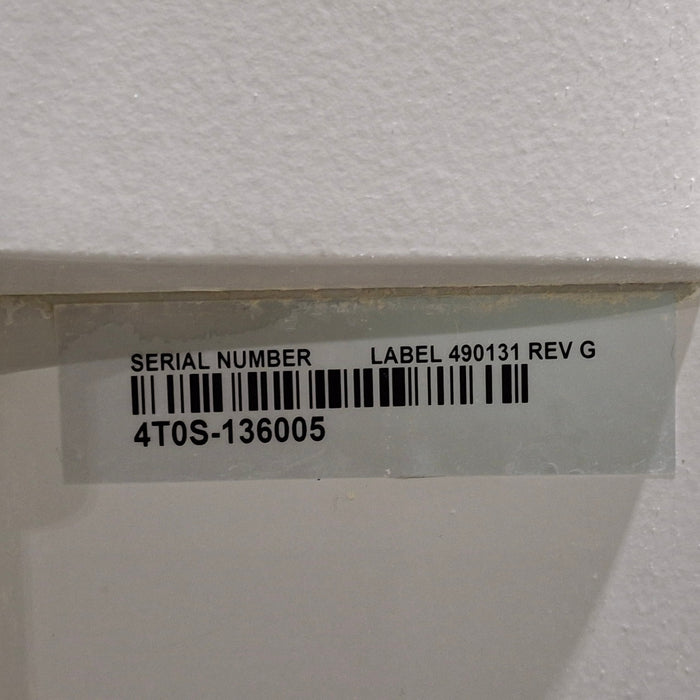 SERIAL NUMBER LABEL 490131 REV G
4T0S-136005